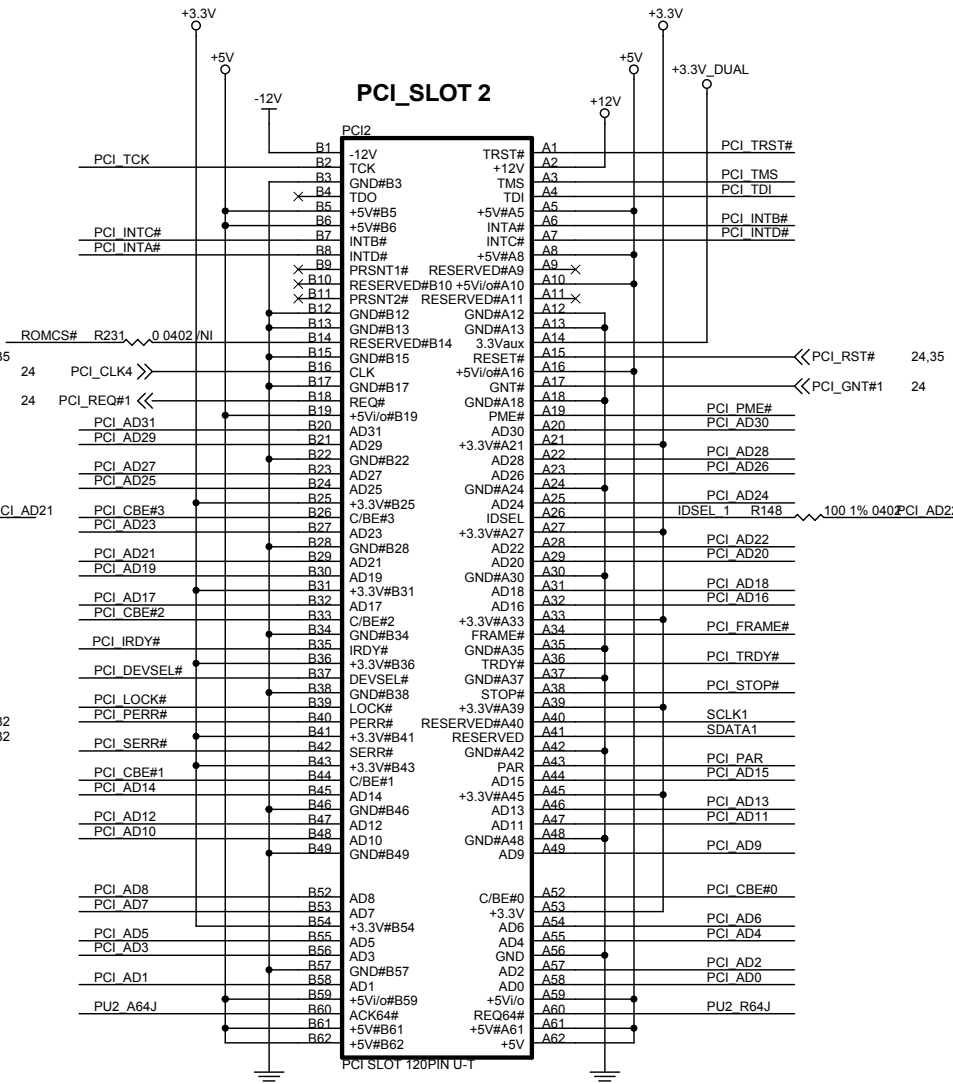 +3.3V +3.3V
+5V +5V
+3.3V_DUAL
-12V PCI_SLOT 2 +12V
PCI2
B1 -12V TRST# A1 PCI_TRST#
PCI_TCK B2 TCK +12V A2
B3 GND#B3 TMS A3 PCI_TMS
B4 TDO TDI A4 PCI_TDI
B5 +5V#B5 +5V#A5 A5
B6 +5V#B6 INTA# A6 PCI_INTB#
PCI_INTC# B7 INTB# INTC# A7 PCI_INTD#
PCI_INTA# B8 INTD# +5V#A8 A8
B9 PRSNT1# RESERVED#A9 A9
B10 RESERVED#B10 +5Vi/o#A10 A10
B11 PRSNT2# RESERVED#A11 A11
B12 GND#B12 GND#A12 A12
B13 GND#B13 GND#A13 A13
ROMCS# R231 0 0402 /NI B14 RESERVED#B14 3.3Vaux A14
35 B15 GND#B15 RESET# A15 PCI_RST# 24,35
24 PCI_CLK4 B16 CLK +5Vi/o#A16 A16
B17 GND#B17 GNT# A17 PCI_GNT#1 24
24 PCI_REQ#1 B18 REQ# GND#A18 A18
B19 +5Vi/o#B19 PME# A19 PCI_PME#
PCI_AD31 B20 AD31 AD30 A20 PCI_AD30
PCI_AD29 B21 AD29 +3.3V#A21 A21
B22 GND#B22 AD28 A22 PCI_AD28
PCI_AD27 B23 AD27 AD26 A23 PCI_AD26
PCI_AD25 B24 AD25 GND#A24 A24
B25 +3.3V#B25 AD24 A25 PCI_AD24
PCI_AD21 PCI_CBE#3 B26 C/BE#3 IDSEL A26 IDSEL_1 R148 100 1% 0402 PCI_AD22
PCI_AD23 B27 AD23 +3.3V#A27 A27
B28 GND#B28 AD22 A28 PCI_AD22
PCI_AD21 B29 AD21 AD20 A29 PCI_AD20
PCI_AD19 B30 AD19 GND#A30 A30
B31 +3.3V#B31 AD18 A31 PCI_AD18
PCI_AD17 B32 AD17 AD16 A32 PCI_AD16
PCI_CBE#2 B33 C/BE#2 +3.3V#A33 A33
B34 GND#B34 FRAME# A34 PCI_FRAME#
PCI_IRDY# B35 IRDY# GND#A35 A35
B36 +3.3V#B36 TRDY# A36 PCI_TRDY#
PCI_DEVSEL# B37 DEVSEL# GND#A37 A37
B38 GND#B38 STOP# A38 PCI_STOP#
PCI_LOCK# B39 LOCK# +3.3V#A39 A39
32 PCI_PERR# B40 PERR# RESERVED#A40 A40 SCLK1
32 B41 +3.3V#B41 RESERVED A41 SDATA1
PCI_SERR# B42 SERR# GND#A42 A42
B43 +3.3V#B43 PAR A43 PCI_PAR
PCI_CBE#1 B44 C/BE#1 AD15 A44 PCI_AD15
PCI_AD14 B45 AD14 +3.3V#A45 A45
B46 GND#B46 AD13 A46 PCI_AD13
PCI_AD12 B47 AD12 AD11 A47 PCI_AD11
PCI_AD10 B48 AD10 GND#A48 A48
B49 GND#B49 AD9 A49 PCI_AD9
PCI_AD8 B52 AD8 C/BE#0 A52 PCI_CBE#0
PCI_AD7 B53 AD7 +3.3V A53
B54 +3.3V#B54 AD6 A54 PCI_AD6
PCI_AD5 B55 AD5 AD4 A55 PCI_AD4
PCI_AD3 B56 AD3 GND A56
B57 GND#B57 AD2 A57 PCI_AD2
PCI_AD1 B58 AD1 AD0 A58 PCI_AD0
B59 +5Vi/o#B59 +5Vi/o A59
PU2_A64J B60 ACK64# REQ64# A60 PU2_R64J
B61 +5V#B61 +5V#A61 A61
B62 +5V#B62 +5V A62
PCI SLOT 120PIN U-T